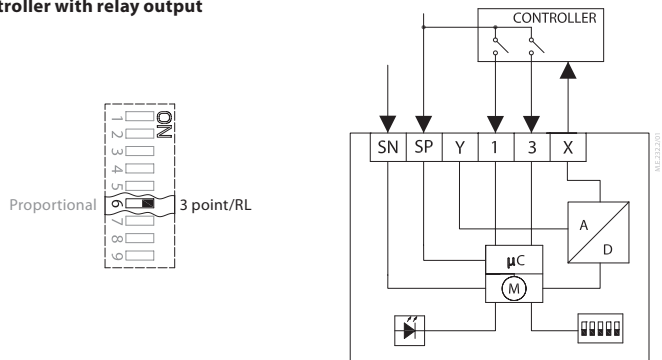 troller with relay output
ON
1
2
3
4
5
6
7
8
9
Proportional
3 point/RL
CONTROLLER
SN SP Y 1 3 X
A
D
µC
M